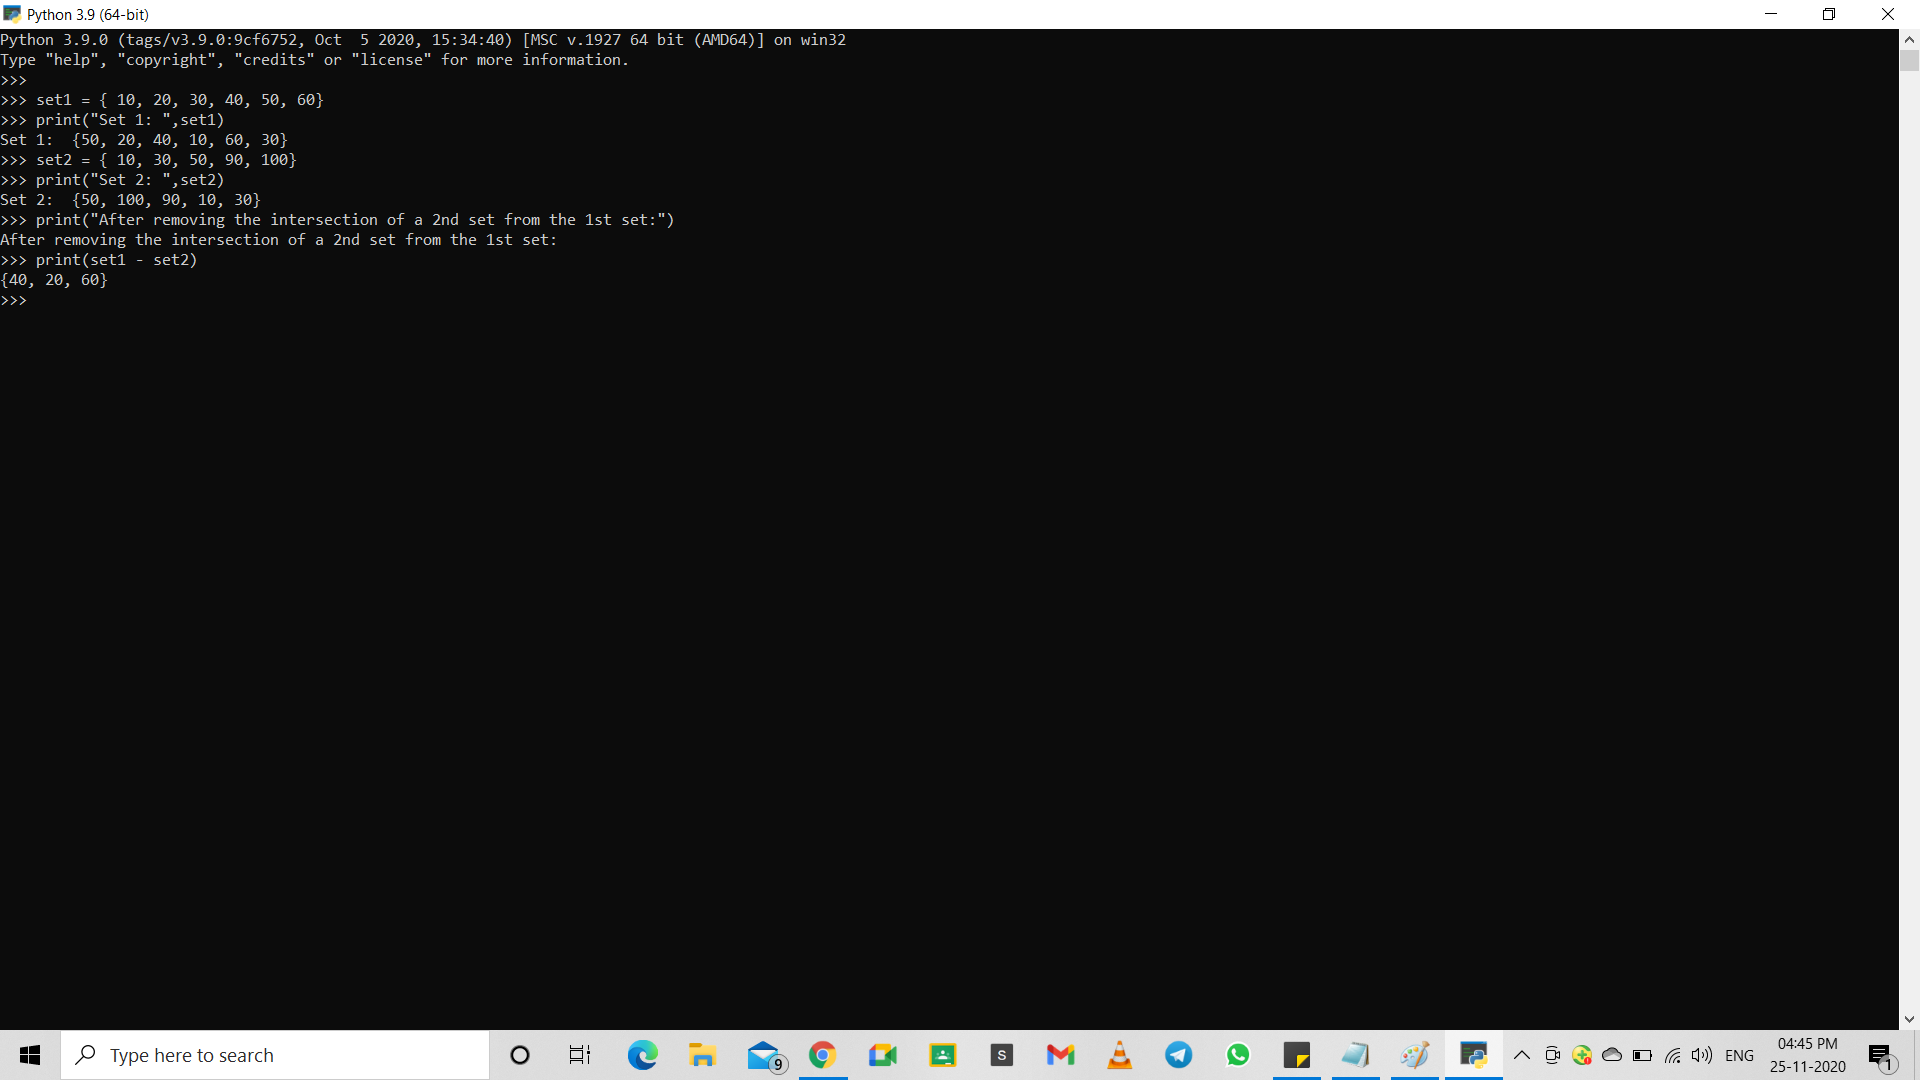 Python 3.9 (64-bit)
Python 3.9.0 (tags/v3.9.0:9cf6752, Oct  5 2020, 15:34:40) [MSC v.1927 64 bit (AMD64)] on win32
Type "help", "copyright", "credits" or "license" for more information.
>>>
>>> set1 = { 10, 20, 30, 40, 50, 60}
>>> print("Set 1: ",set1)
Set 1:  {50, 20, 40, 10, 60, 30}
>>> set2 = { 10, 30, 50, 90, 100}
>>> print("Set 2: ",set2)
Set 2:  {50, 100, 90, 10, 30}
>>> print("After removing the intersection of a 2nd set from the 1st set:")
After removing the intersection of a 2nd set from the 1st set:
>>> print(set1 - set2)
{40, 20, 60}
>>>
Type here to search
9
S
ENG
04:45 PM
25-11-2020
1